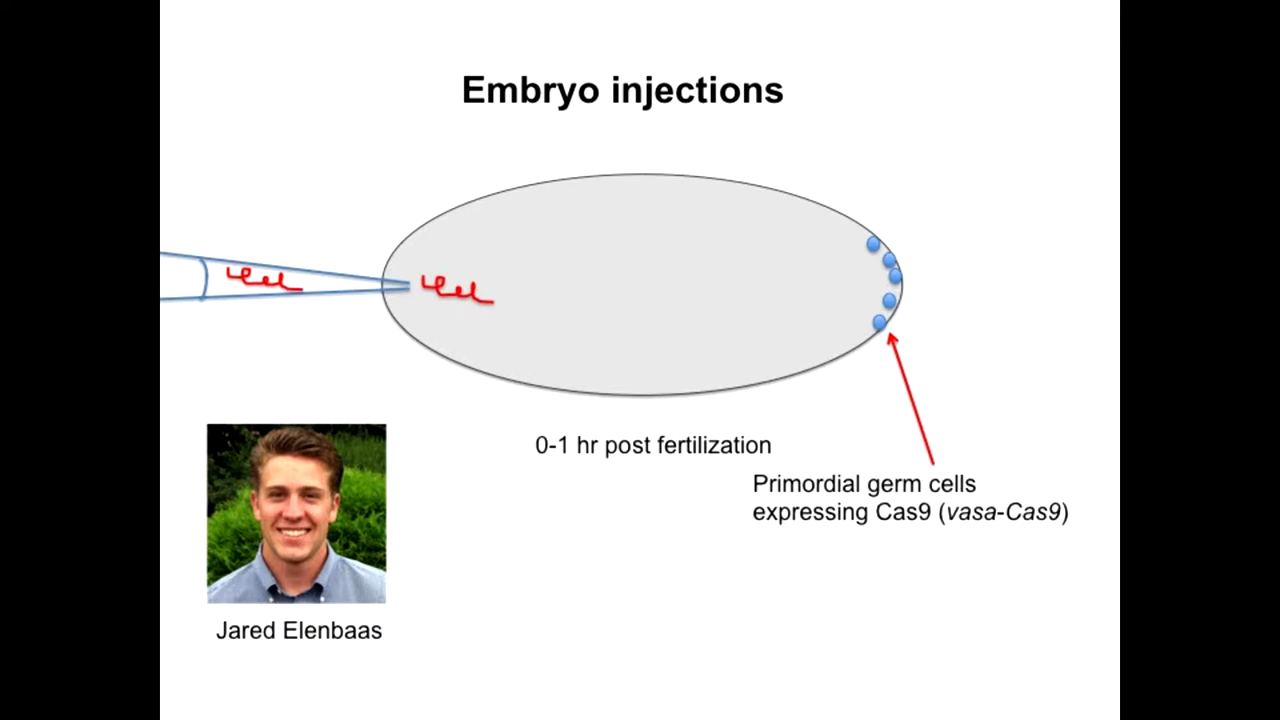 Embryo injections
0-1 hr post fertilization
Primordial germ cells
expressing Cas9 (vasa-Cas9)
Jared Elenbaas